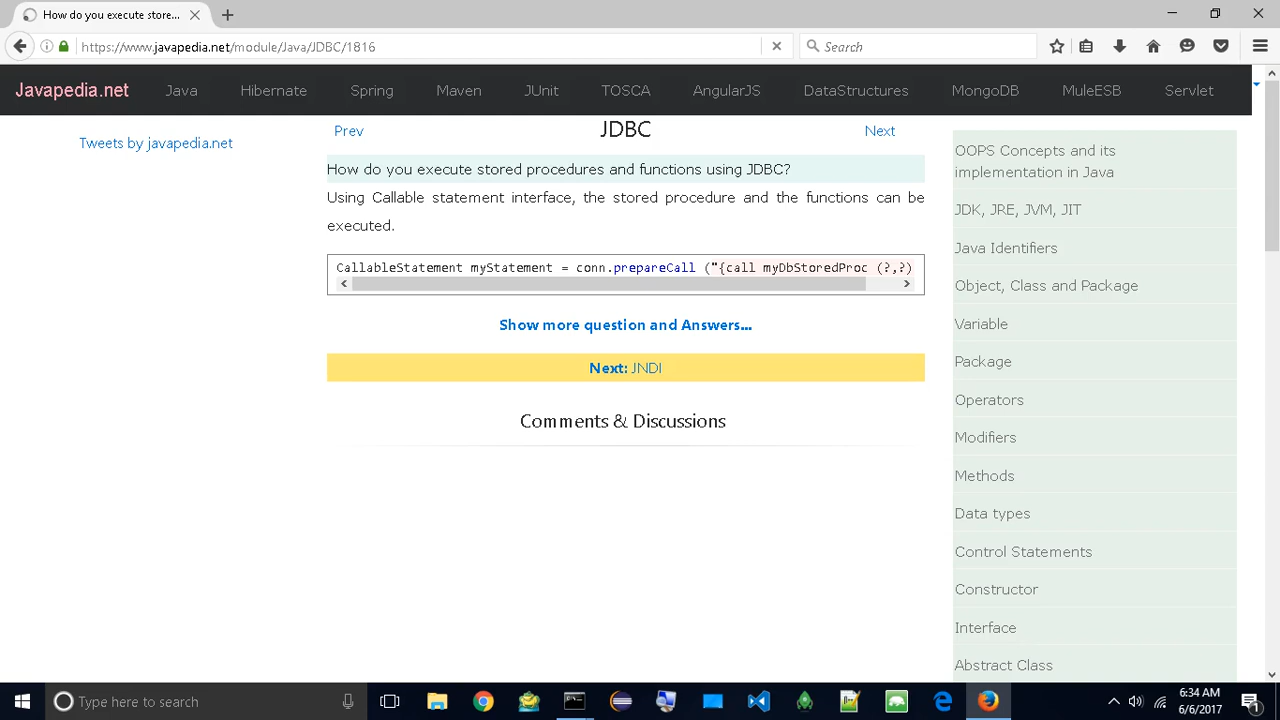 How do you execute store...
https://www.javapedia.net/module/Java/JDBC/1816
Search
Javapedia.net Java Hibernate Spring Maven JUnit TOSCA AngularJS DataStructures MongoDB MuleESB Servlet
Tweets by javapedia.net
Prev JDBC Next
How do you execute stored procedures and functions using JDBC?
Using Callable statement interface, the stored procedure and the functions can be
executed.
CallableStatement myStatement = conn.prepareCall ("{call myDbStoredProc (?,?)
Show more question and Answers...
Next: JNDI
Comments & Discussions
OOPS Concepts and its
implementation in Java
JDK, JRE, JVM, JIT
Java Identifiers
Object, Class and Package
Variable
Package
Operators
Modifiers
Methods
Data types
Control Statements
Constructor
Interface
Abstract Class
Type here to search
6:34 AM
6/6/2017
1